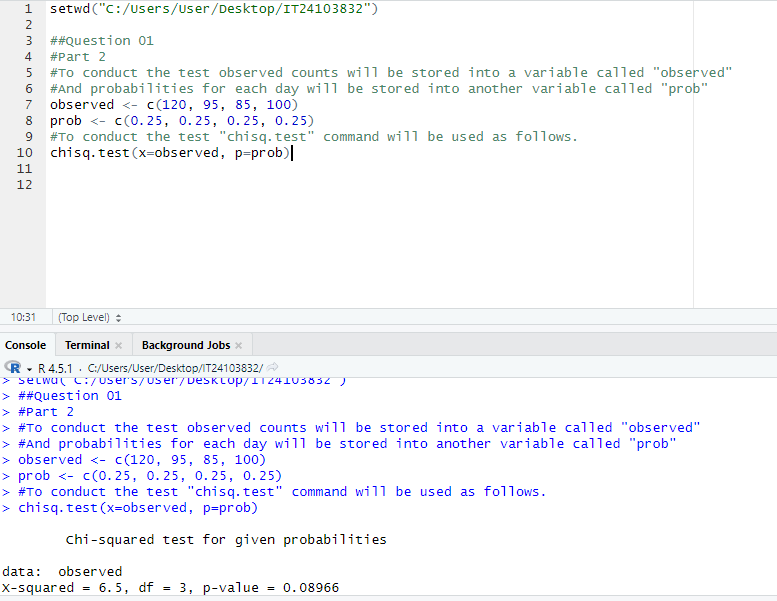 1 setwd("C:/Users/User/Desktop/IT24103832")
2
3 ##Question 01
4 #Part 2
5 #To conduct the test observed counts will be stored into a variable called "observed"
6 #And probabilities for each day will be stored into another variable called "prob"
7 observed <- c(120, 95, 85, 100)
8 prob <- c(0.25, 0.25, 0.25, 0.25)
9 #To conduct the test "chisq.test" command will be used as follows.
10 chisq.test(x=observed, p=prob)
11
12
10:31 (Top Level)
Console Terminal Background Jobs
R R 4.5.1 · C:/Users/User/Desktop/IT24103832/
> setwd("C:/Users/User/Desktop/IT24103832")
> ##Question 01
> #Part 2
> #To conduct the test observed counts will be stored into a variable called "observed"
> #And probabilities for each day will be stored into another variable called "prob"
> observed <- c(120, 95, 85, 100)
> prob <- c(0.25, 0.25, 0.25, 0.25)
> #To conduct the test "chisq.test" command will be used as follows.
> chisq.test(x=observed, p=prob)
Chi-squared test for given probabilities
data:  observed
X-squared = 6.5, df = 3, p-value = 0.08966